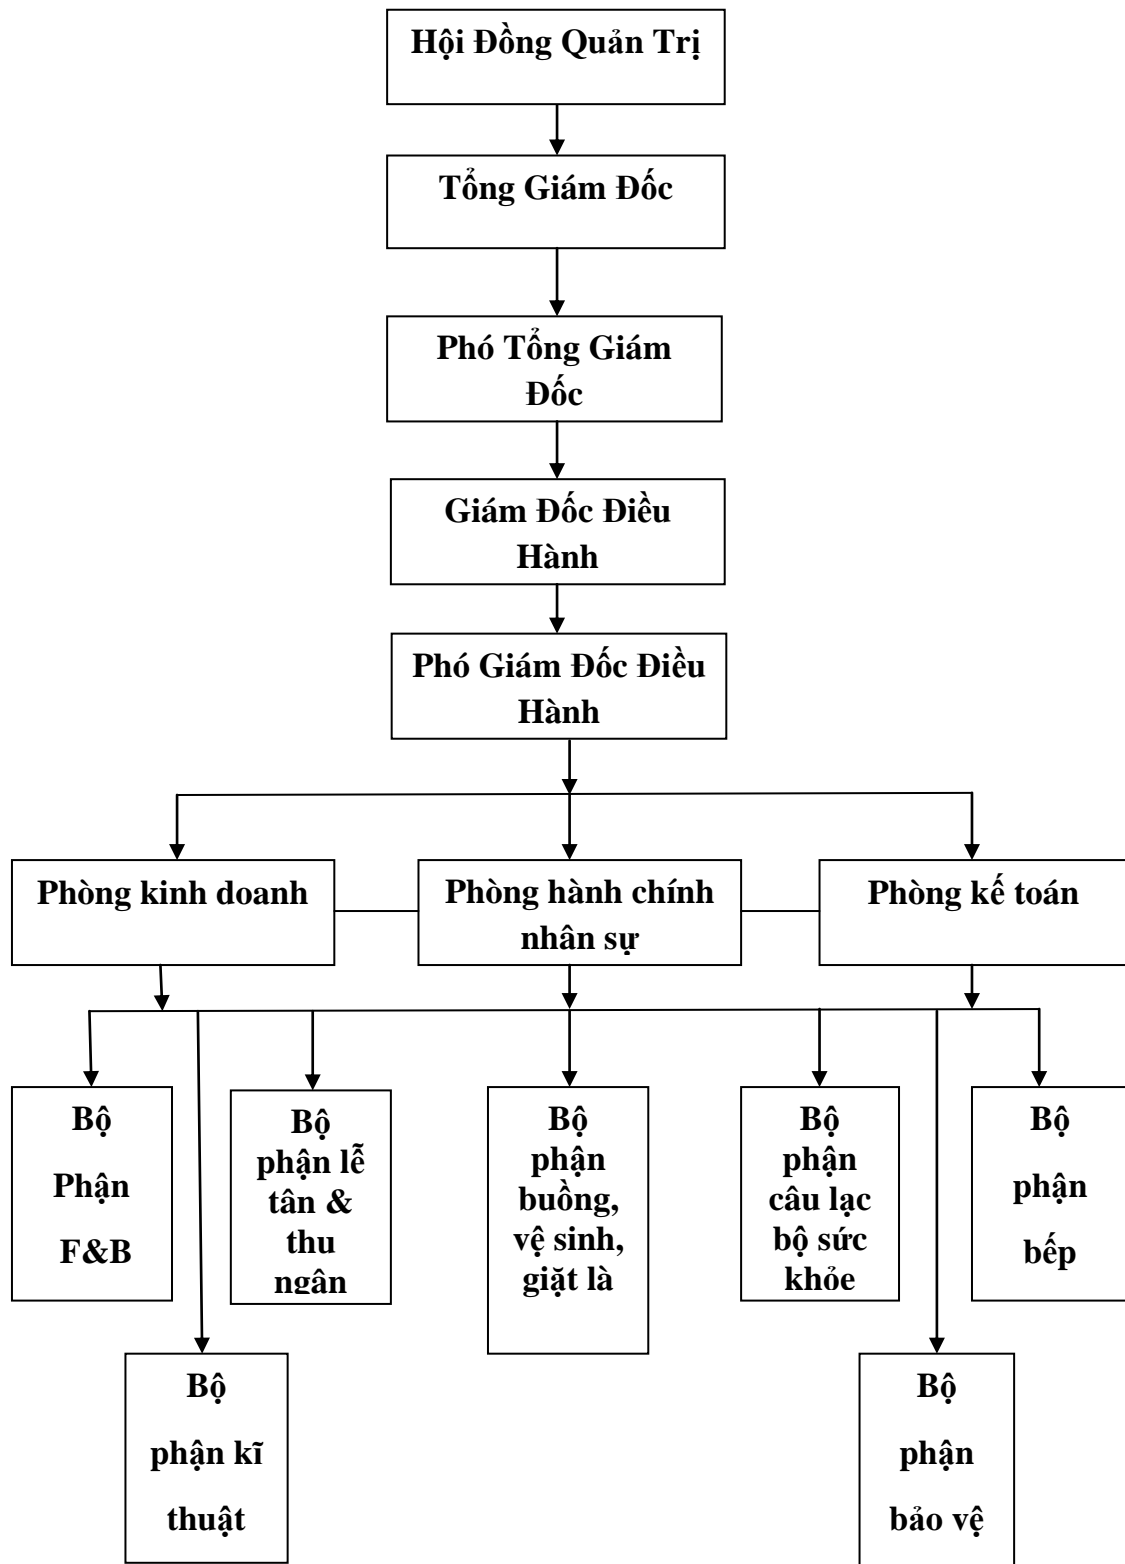 Hội Đồng Quản Trị
Tổng Giám Đốc
Phó Tổng Giám
Đốc
Giám Đốc Điều
Hành
Phó Giám Đốc Điều
Hành
Phòng kinh doanh
Phòng hành chính
nhân sự
Phòng kế toán
Bộ
Phận
F&B
Bộ
phận lễ
tân &
thu
ngân
Bộ
phận
buồng,
vệ sinh,
giặt là
Bộ
phận
câu lạc
bộ sức
khỏe
Bộ
phận
bếp
Bộ
phận kĩ
thuật
Bộ
phận
bảo vệ